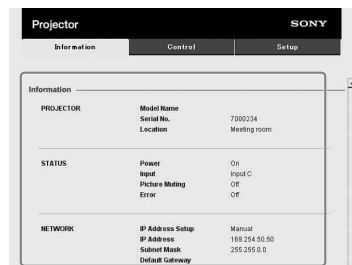 Projector SONY
Information Control Setup
Information
PROJECTOR Model Name
Serial No. 7000234
Location Meeting room
STATUS Power On
Input Input C
Picture Muting Off
Error Off
NETWORK IP Address Setup Manual
IP Address 169.254.50.50
Subnet Mask 255.255.0.0
Default Gateway